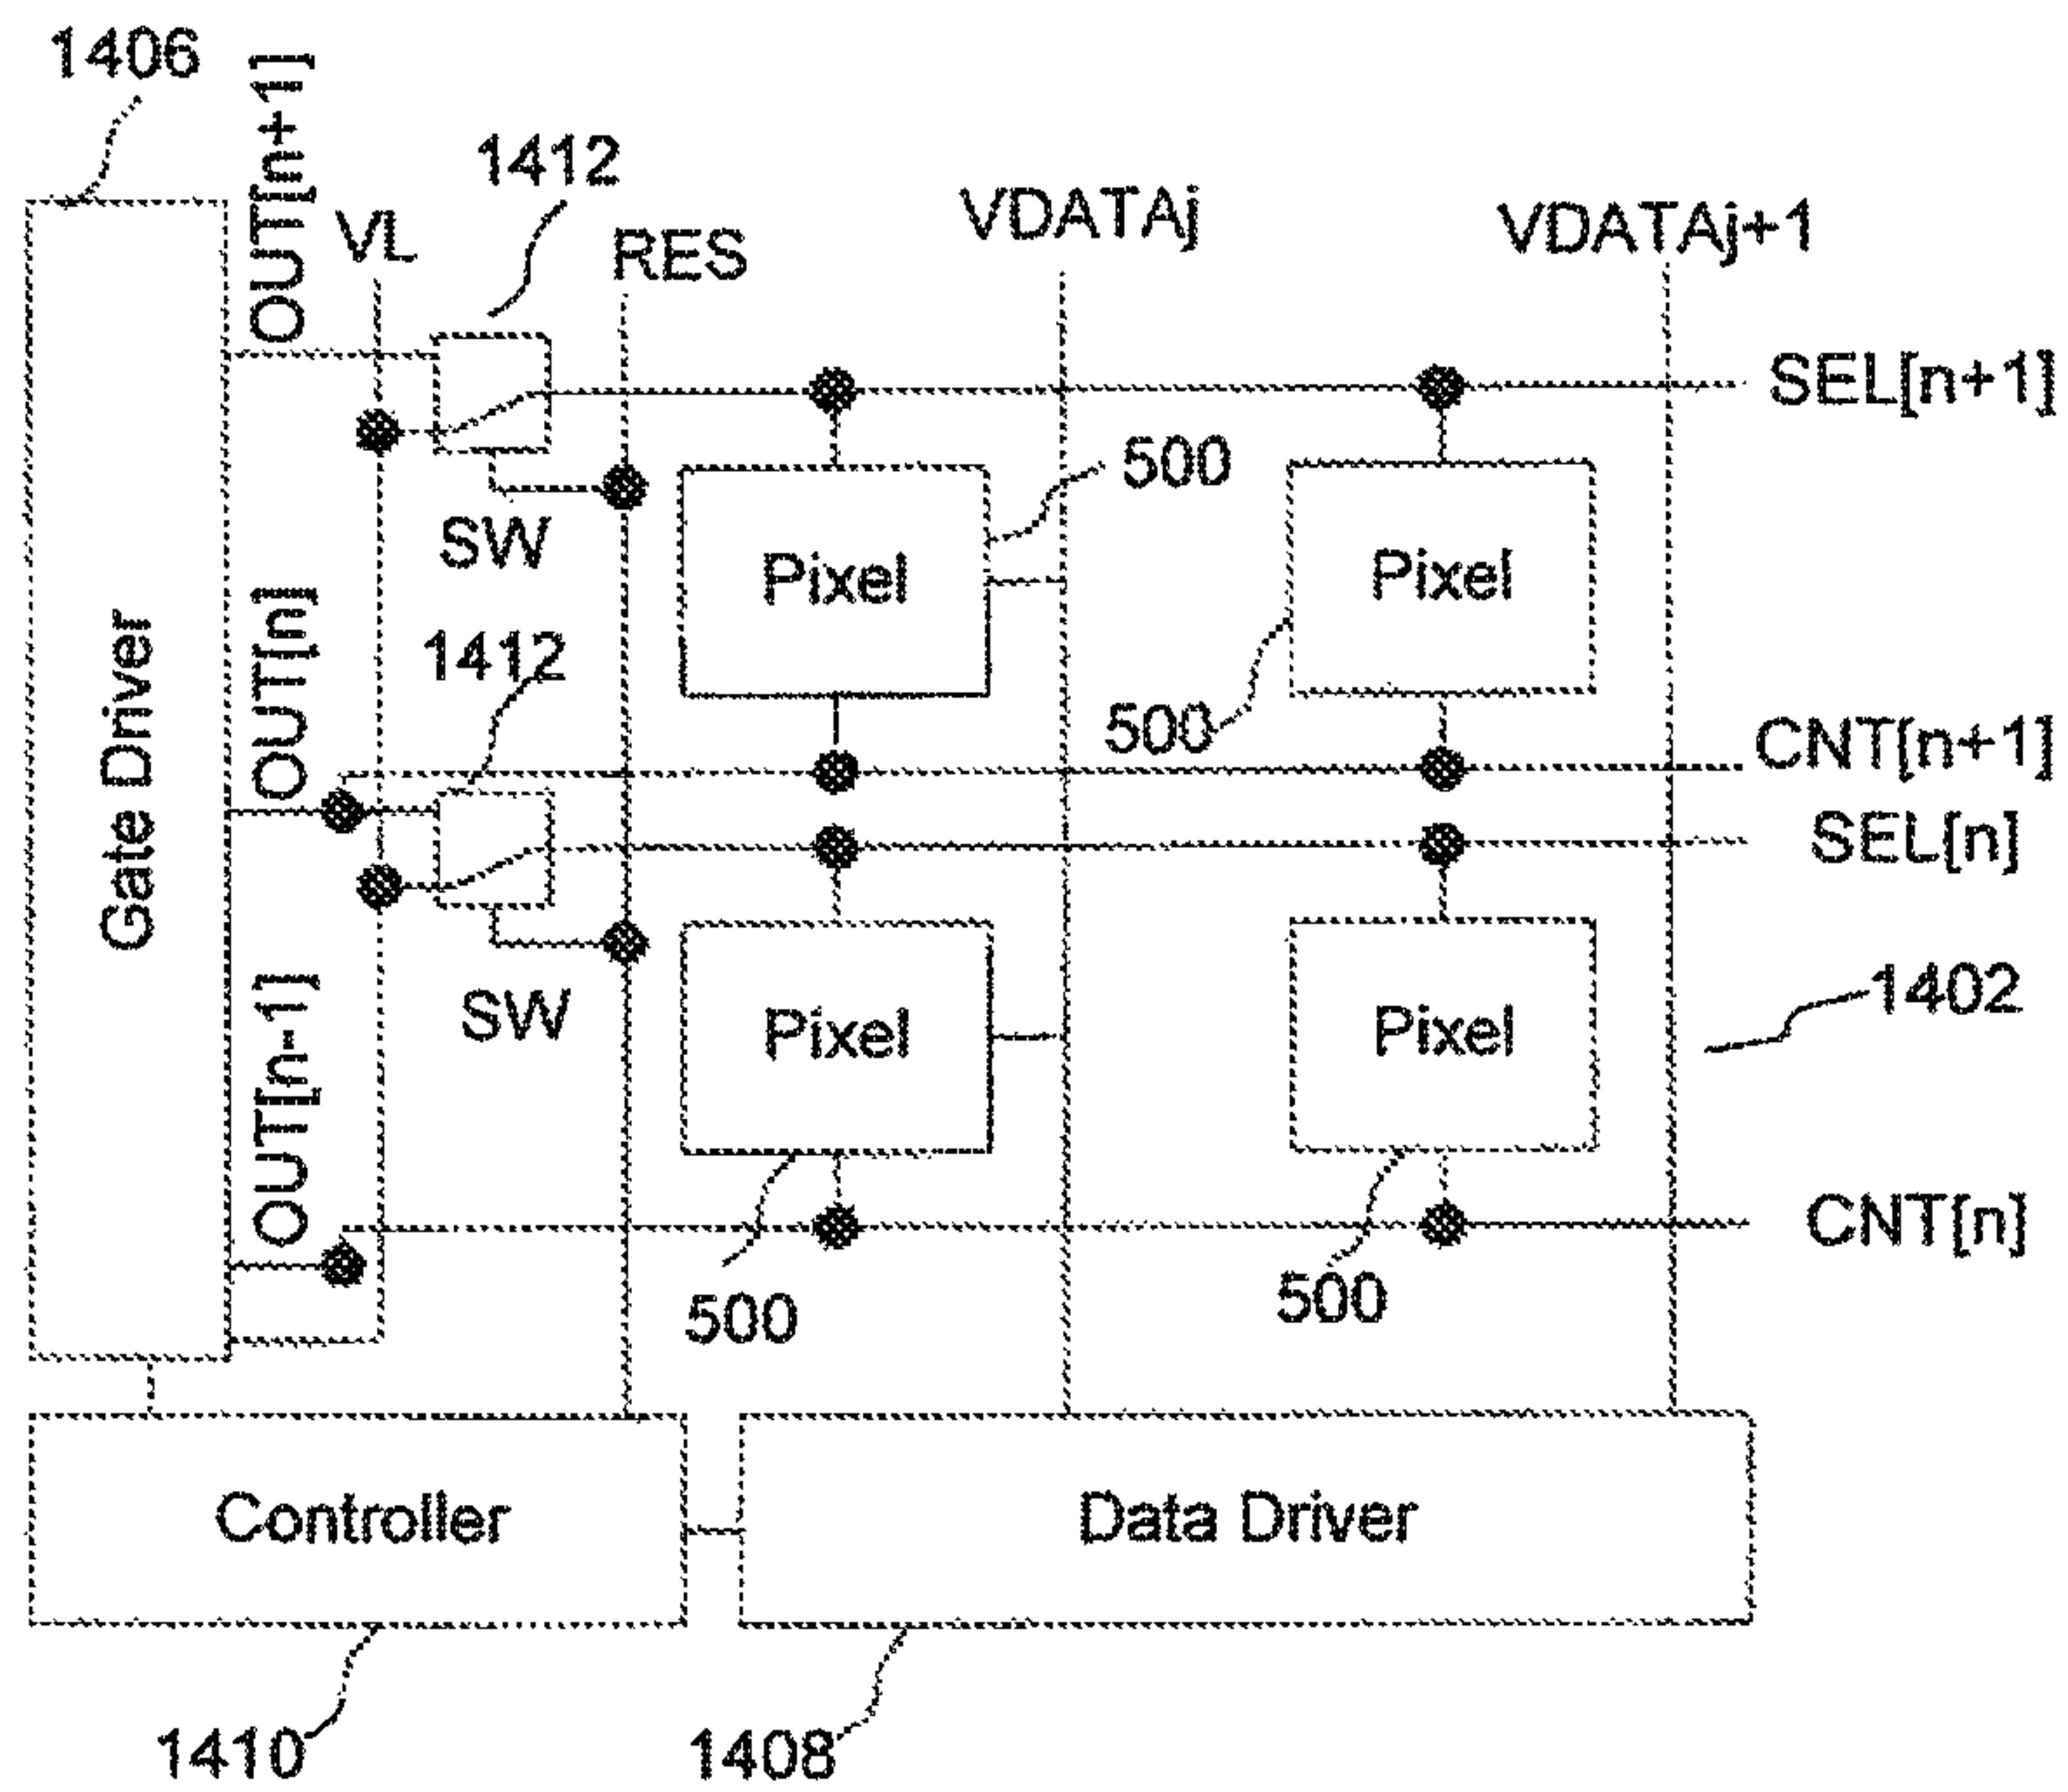 1406
OUT[n+1]
1412
VL
RES
VDATAj
VDATAj+1
SEL[n+1]
500
SW
Pixel
Pixel
OUT[n]
1412
500
CNT[n+1]
Gate Driver
SEL[n]
OUT[n-1]
SW
Pixel
Pixel
1402
CNT[n]
500
500
Controller
Data Driver
1410
1408